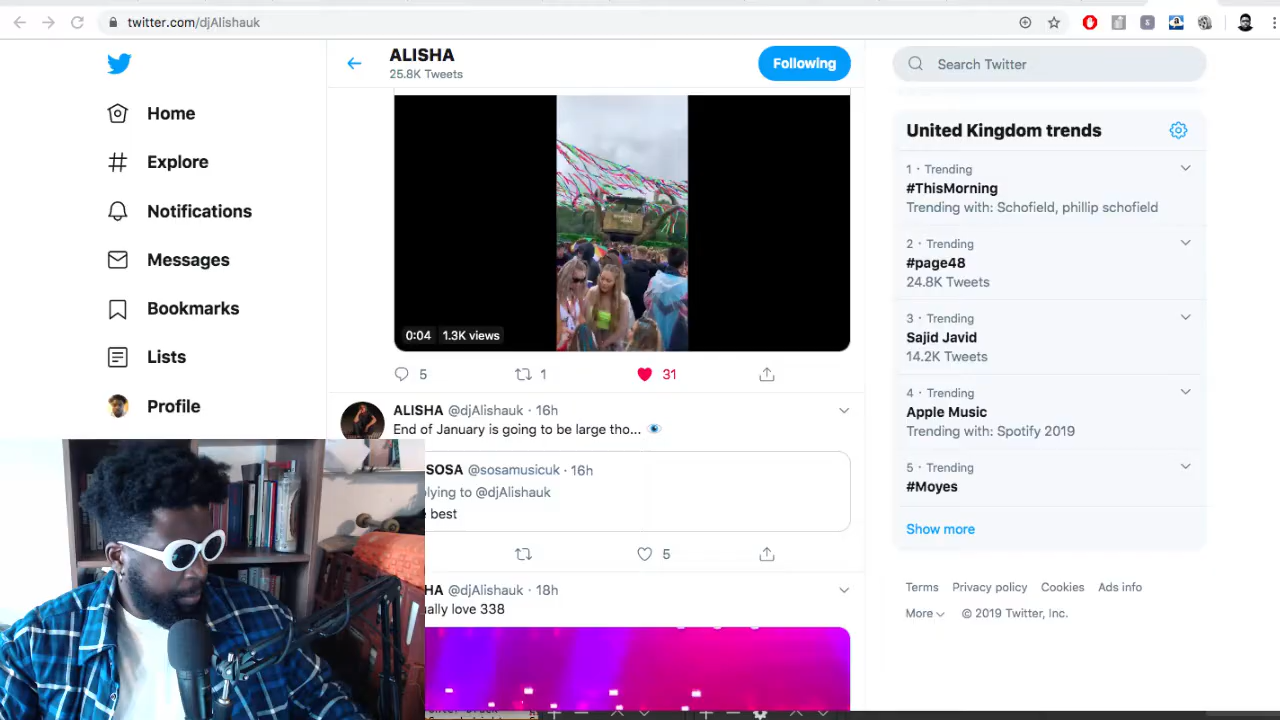 twitter.com/djAlishauk
ALISHA
25.8K Tweets
Following
Search Twitter
Home
Explore
Notifications
Messages
Bookmarks
Lists
Profile
0:04 1.3K views
5 1 31
ALISHA @djAlishauk · 16h
End of January is going to be large tho...
SOSA @sosamusicuk · 16h
lying to @djAlishauk
best
5
HA @djAlishauk · 18h
ually love 338
United Kingdom trends
1 · Trending
#ThisMorning
Trending with: Schofield, phillip schofield
2 · Trending
#page48
24.8K Tweets
3 · Trending
Sajid Javid
14.2K Tweets
4 · Trending
Apple Music
Trending with: Spotify 2019
5 · Trending
#Moyes
Show more
Terms Privacy policy Cookies Ads info
More © 2019 Twitter, Inc.